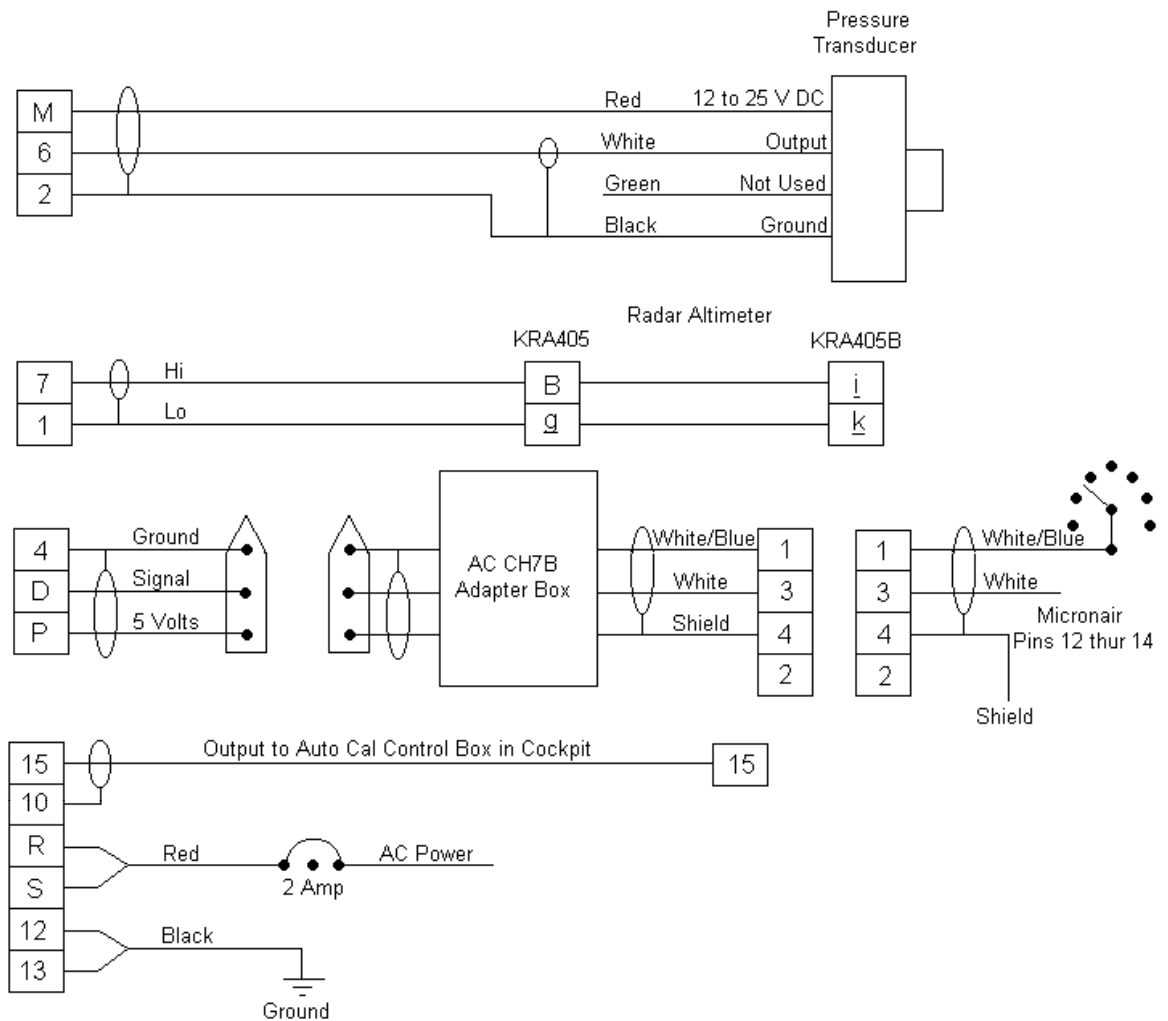 Pressure
Transducer
M Red 12 to 25 V DC
6 White Output
2 Green Not Used
Black Ground
Radar Altimeter
KRA405 KRA405B
7 Hi B i
1 Lo g k
4 Ground White/Blue 1 1 White/Blue
D Signal AC CH7B White 3 3 White
P 5 Volts Adapter Box Shield 4 4 Micronair
2 2 Pins 12 thur 14
Shield
15 Output to Auto Cal Control Box in Cockpit 15
10
R Red AC Power
S 2 Amp
12 Black
13
Ground